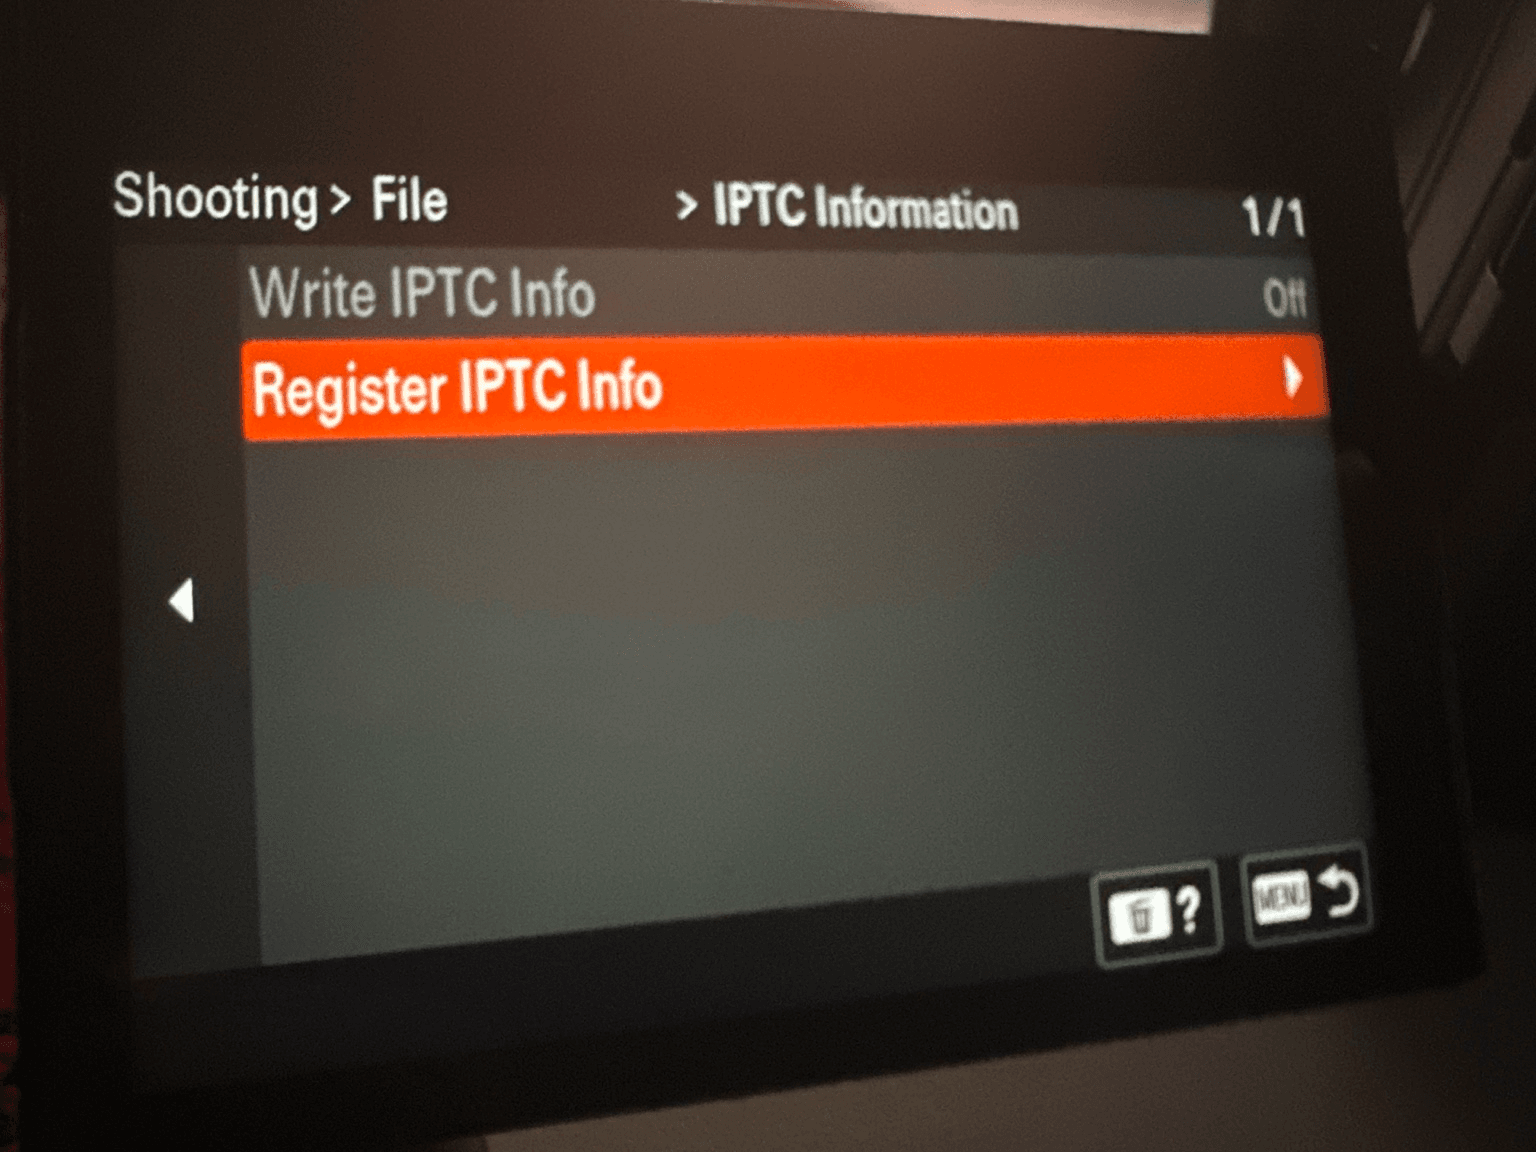 Shooting > File > IPTC Information 1/1
Write IPTC Info Off
Register IPTC Info
? MENU